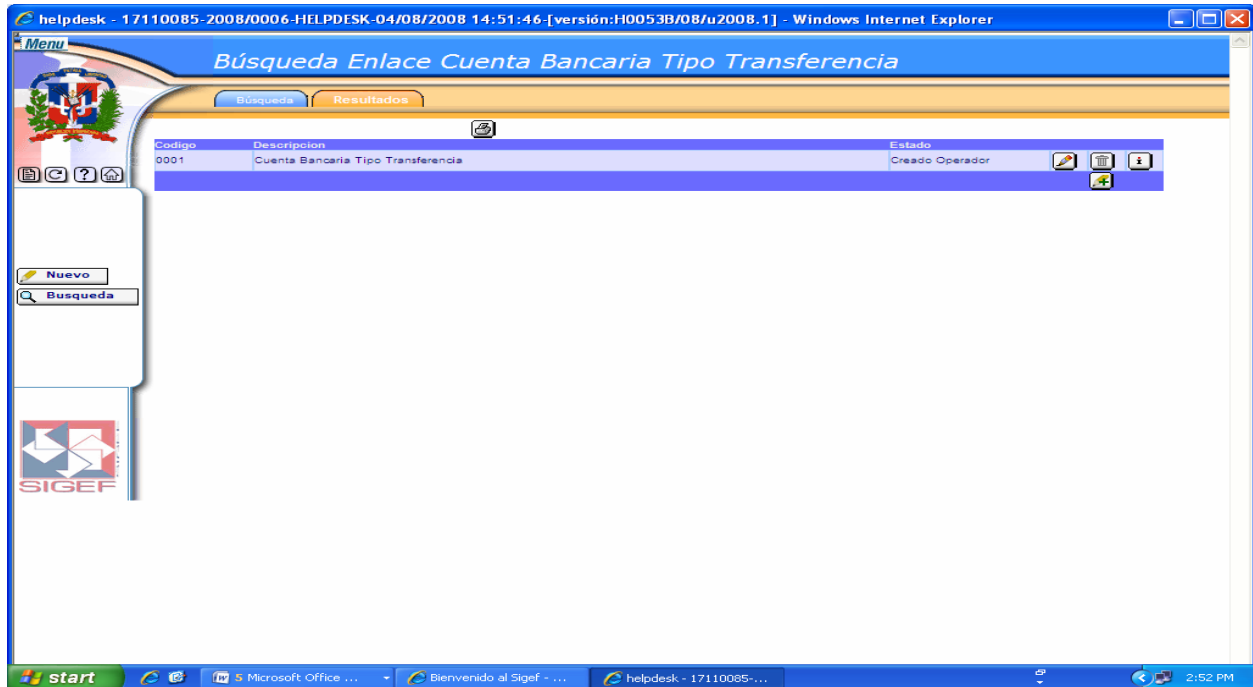 helpdesk - 17110085-2008/0006-HELPDESK-04/08/2008 14:51:46-[versión:H0053B/08/u2008.1] - Windows Internet Explorer
Menu
Búsqueda Enlace Cuenta Bancaria Tipo Transferencia
Búsqueda Resultados
Codigo Descripcion Estado
0001 Cuenta Bancaria Tipo Transferencia Creado Operador
Nuevo
Busqueda
SIGEF
start 5 Microsoft Office ... Bienvenido al Sigef - ... helpdesk - 17110085-... 2:52 PM